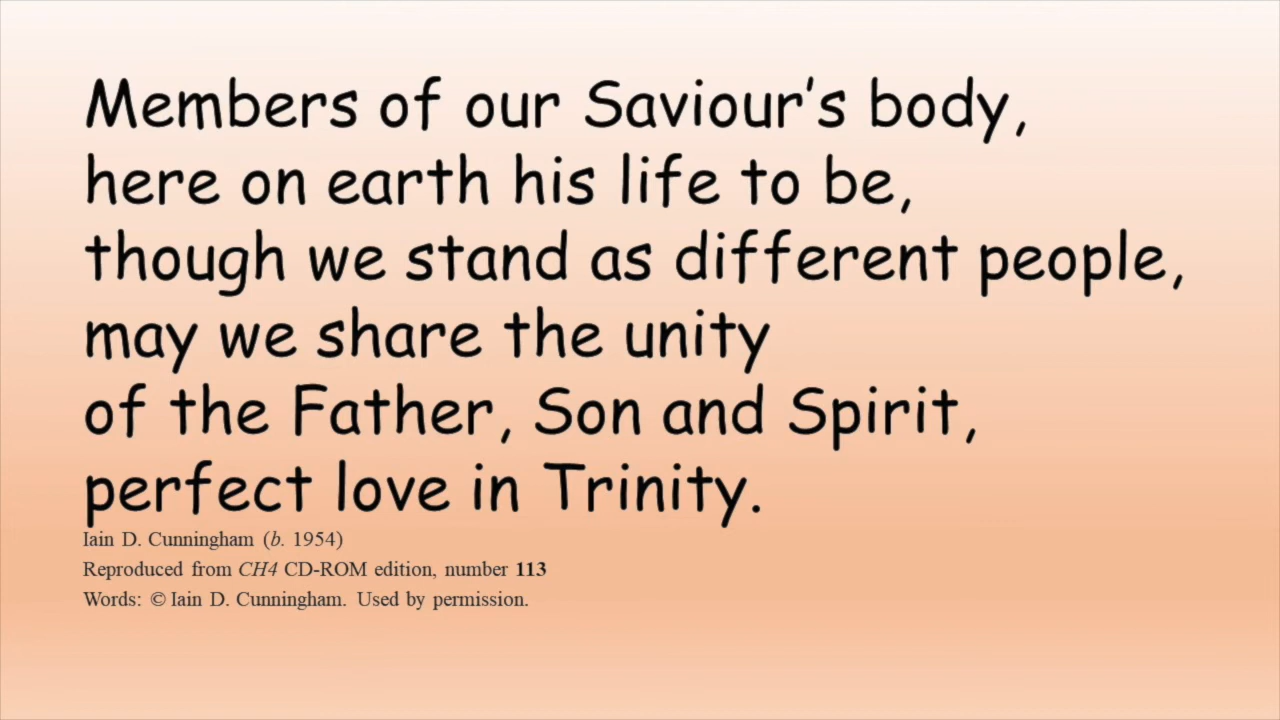 Members of our Saviour's body,
here on earth his life to be,
though we stand as different people,
may we share the unity
of the Father, Son and Spirit,
perfect love in Trinity.
Iain D. Cunningham (b. 1954)
Reproduced from CH4 CD-ROM edition, number 113
Words: © Iain D. Cunningham. Used by permission.